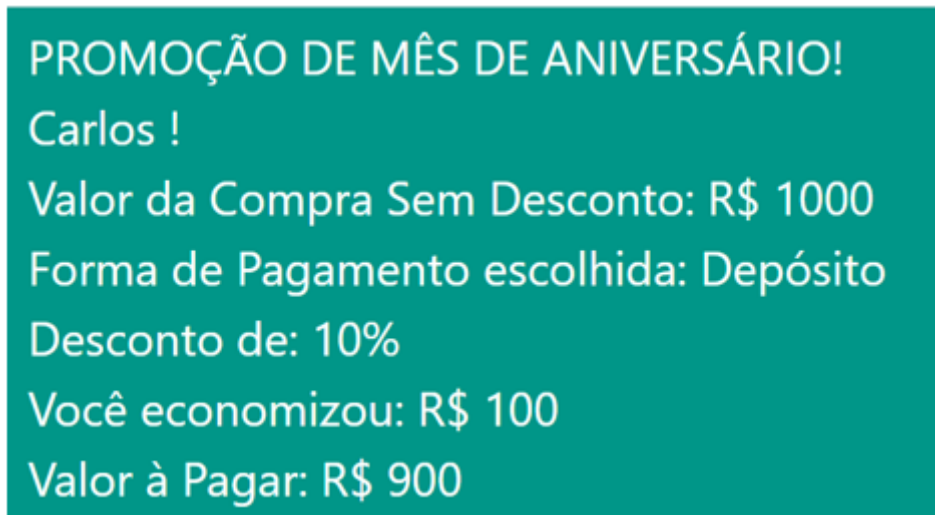 PROMOÇÃO DE MÊS DE ANIVERSÁRIO!
Carlos !
Valor da Compra Sem Desconto: R$ 1000
Forma de Pagamento escolhida: Depósito
Desconto de: 10%
Você economizou: R$ 100
Valor à Pagar: R$ 900